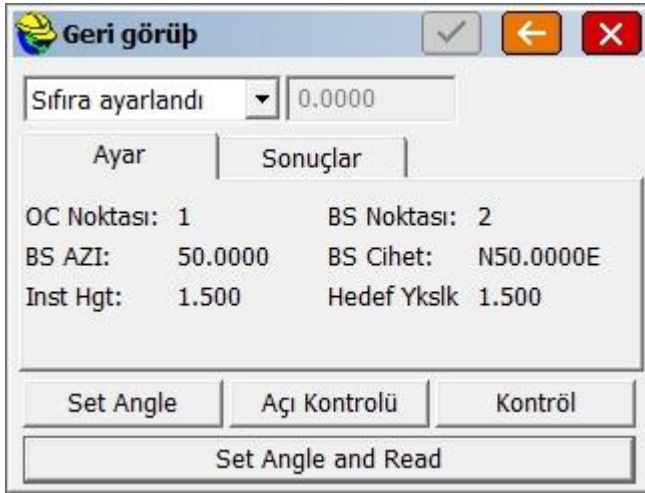 Geri görüþ
Sıfıra ayarlandı 0.0000
Ayar Sonuçlar
OC Noktası: 1 BS Noktası: 2
BS AZI: 50.0000 BS Cihet: N50.0000E
Inst Hgt: 1.500 Hedef Ykslk 1.500
Set Angle Açı Kontrolü Kontröl
Set Angle and Read